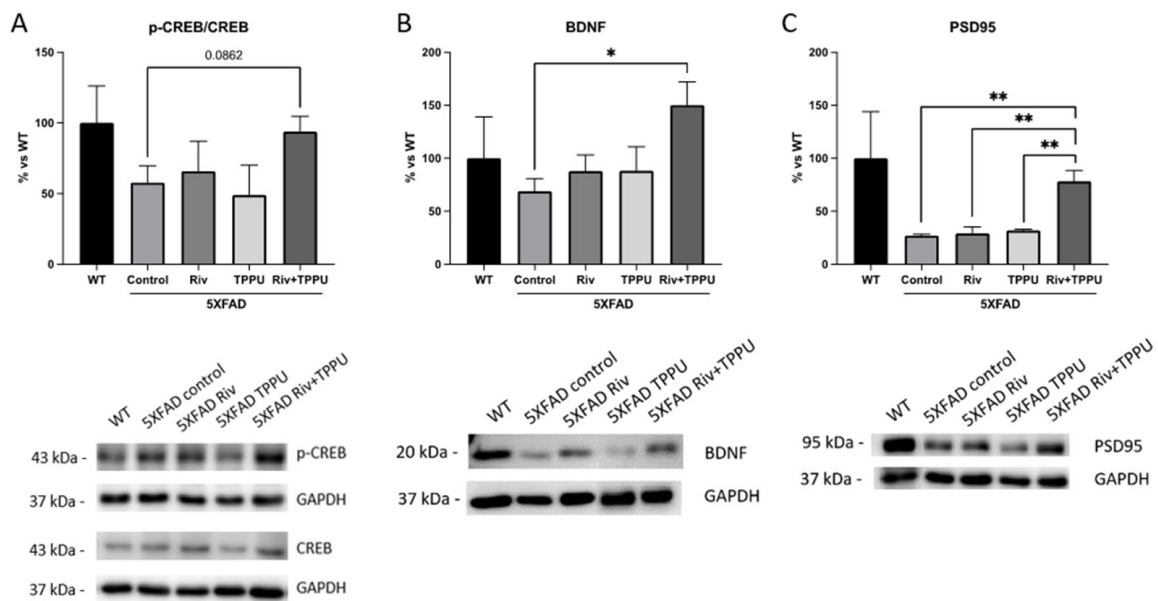 A
p-CREB/CREB
% vs WT
150
100
50
0
0.0862
WT
Control
Riv
TPPU
Riv+TPPU
5XFAD
B
BDNF
% vs WT
200
150
100
50
0
*
WT
Control
Riv
TPPU
Riv+TPPU
5XFAD
C
PSD95
% vs WT
200
150
100
50
0
**
**
**
WT
Control
Riv
TPPU
Riv+TPPU
5XFAD
WT
5XFAD control
5XFAD Riv
5XFAD TPPU
5XFAD Riv+TPPU
43 kDa -
p-CREB
37 kDa -
GAPDH
43 kDa -
CREB
37 kDa -
GAPDH
WT
5XFAD control
5XFAD Riv
5XFAD TPPU
5XFAD Riv+TPPU
20 kDa -
BDNF
37 kDa -
GAPDH
WT
5XFAD control
5XFAD Riv
5XFAD TPPU
5XFAD Riv+TPPU
95 kDa -
PSD95
37 kDa -
GAPDH